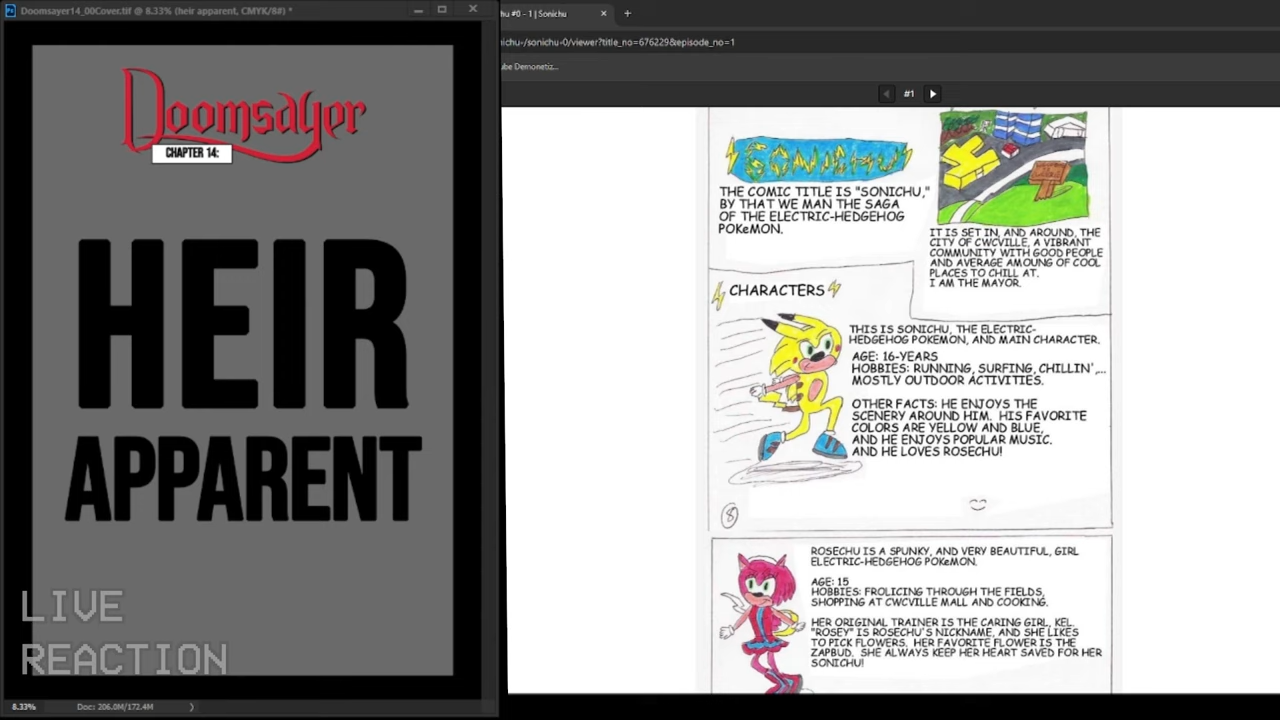 Doomsayer14_00Cover.tif @ 8.33% (heir apparent, CMYK/8#) *
Doomsayer
CHAPTER 14:
HEIR
APPARENT
LIVE
REACTION
8.33%
Doc: 206.0M/172.4M
hu #0 - 1 | Sonichu
nichu-/sonichu-0/viewer?title_no=676229&episode_no=1
ube Demonetiz...
#1
SONICHU
THE COMIC TITLE IS "SONICHU,"
BY THAT WE MAN THE SAGA
OF THE ELECTRIC-HEDGEHOG
POKeMON.
IT IS SET IN, AND AROUND, THE
CITY OF CWCVILLE, A VIBRANT
COMMUNITY WITH GOOD PEOPLE
AND AVERAGE AMOUNG OF COOL
PLACES TO CHILL AT.
I AM THE MAYOR.
CHARACTERS
THIS IS SONICHU, THE ELECTRIC-
HEDGEHOG POKEMON, AND MAIN CHARACTER.
AGE: 16-YEARS
HOBBIES: RUNNING, SURFING, CHILLIN',...
MOSTLY OUTDOOR ACTIVITIES.
OTHER FACTS: HE ENJOYS THE
SCENERY AROUND HIM. HIS FAVORITE
COLORS ARE YELLOW AND BLUE,
AND HE ENJOYS POPULAR MUSIC.
AND HE LOVES ROSECHU!
8
ROSECHU IS A SPUNKY, AND VERY BEAUTIFUL, GIRL
ELECTRIC-HEDGEHOG POKeMON.
AGE: 15
HOBBIES: FROLICING THROUGH THE FIELDS,
SHOPPING AT CWCVILLE MALL AND COOKING.
HER ORIGINAL TRAINER IS THE CARING GIRL, KEL.
"ROSEY" IS ROSECHU'S NICKNAME, AND SHE LIKES
TO PICK FLOWERS. HER FAVORITE FLOWER IS THE
ZAPBUD. SHE ALWAYS KEEP HER HEART SAVED FOR HER
SONICHU!